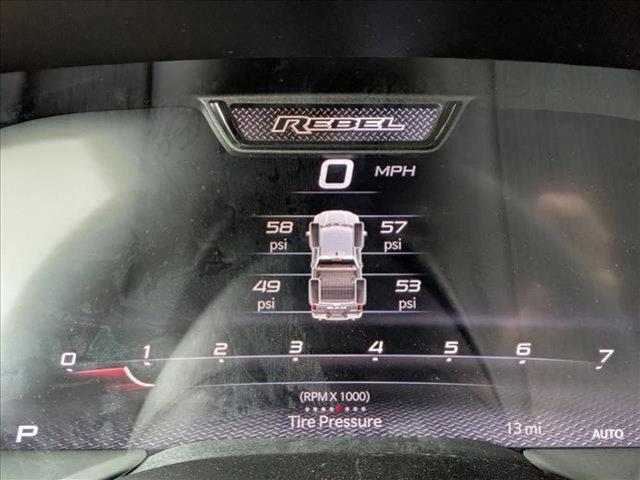 REBEL
0 MPH
58 psi 57 psi
49 psi 53 psi
RAM
0 1 2 3 4 5 6 7
(RPM X 1000)
Tire Pressure
P 13 mi AUTO